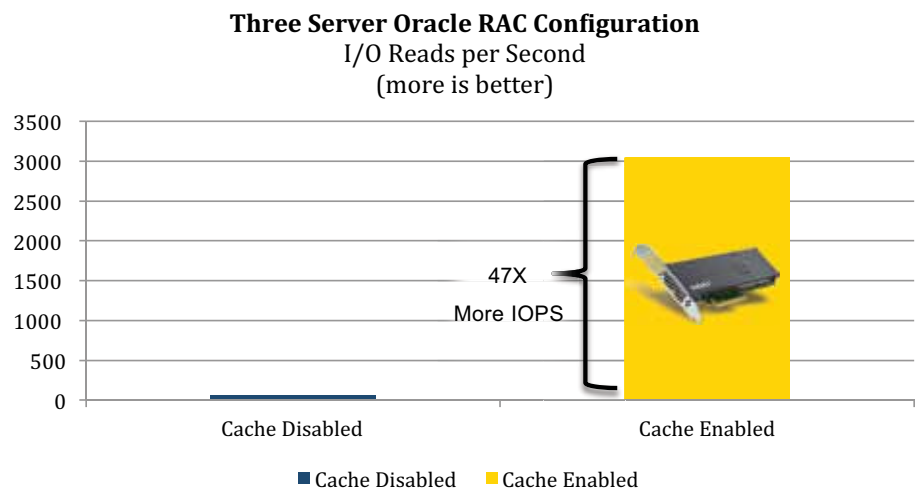 Three Server Oracle RAC Configuration
I/O Reads per Second
(more is better)
3500
3000
2500
2000
1500
1000
500
0
47X
More IOPS
Cache Disabled
Cache Enabled
Cache Disabled
Cache Enabled